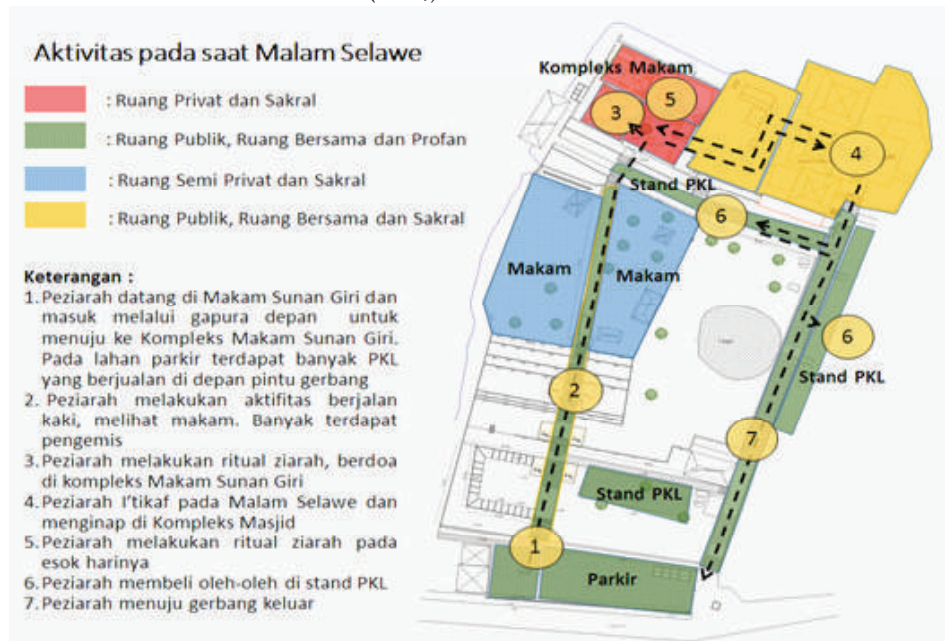 Aktivitas pada saat Malam Selawe
: Ruang Privat dan Sakral
: Ruang Publik, Ruang Bersama dan Profan
: Ruang Semi Privat dan Sakral
: Ruang Publik, Ruang Bersama dan Sakral
Keterangan :
1. Peziarah datang di Makam Sunan Giri dan
masuk melalui gapura depan untuk
menuju ke Kompleks Makam Sunan Giri.
Pada lahan parkir terdapat banyak PKL
yang berjualan di depan pintu gerbang
2. Peziarah melakukan aktifitas berjalan
kaki, melihat makam. Banyak terdapat
pengemis
3. Peziarah melakukan ritual ziarah, berdoa
di kompleks Makam Sunan Giri
4. Peziarah I'tikaf pada Malam Selawe dan
menginap di Kompleks Masjid
5. Peziarah melakukan ritual ziarah pada
esok harinya
6. Peziarah membeli oleh-oleh di stand PKL
7. Peziarah menuju gerbang keluar
Kompleks Makam
5
3
4
Stand PKL
6
Makam
Makam
6
Stand PKL
2
7
Stand PKL
1
Parkir